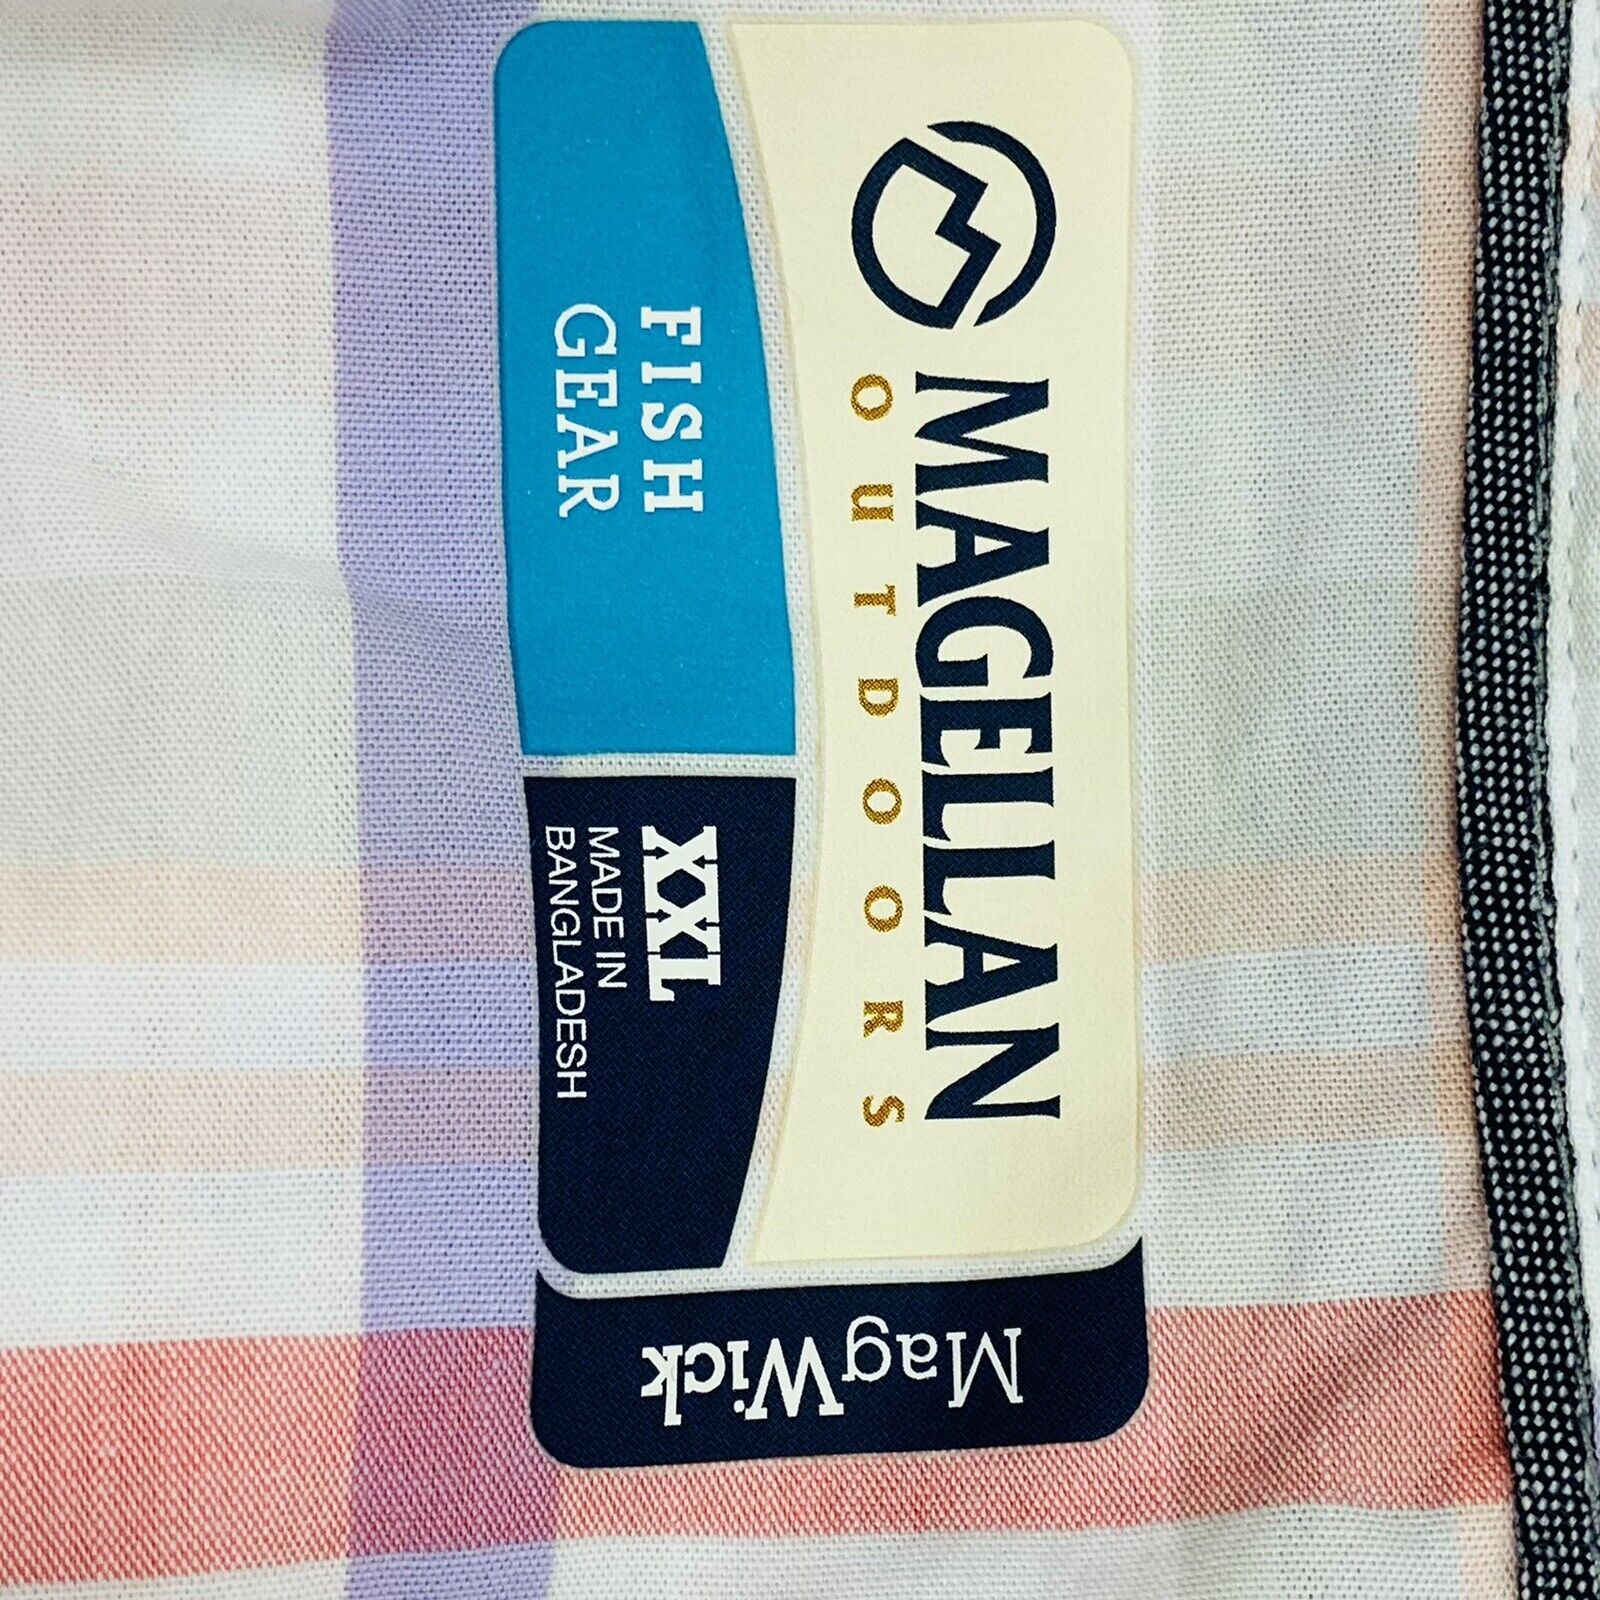 MAGELLAN
OUTDOORS
FISH
GEAR
XXL
MADE IN
BANGLADESH
MagWick